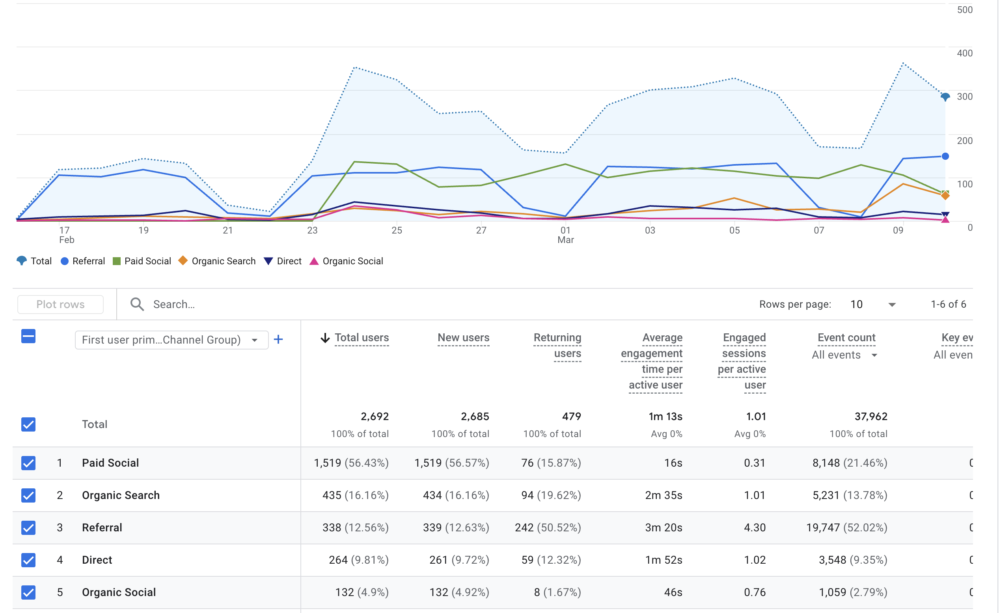 500
400
300
200
100
0
17 19 21 23 25 27 01 03 05 07 09
Feb Mar
Total Referral Paid Social Organic Search Direct Organic Social
Plot rows Search... Rows per page: 10 1-6 of 6
First user prim...Channel Group) + Total users New users Returning users Average engagement time per active user Engaged sessions per active user Event count All events Key ev All even
Total 2,692 2,685 479 1m 13s 1.01 37,962
100% of total 100% of total 100% of total Avg 0% Avg 0% 100% of total
1 Paid Social 1,519 (56.43%) 1,519 (56.57%) 76 (15.87%) 16s 0.31 8,148 (21.46%)
2 Organic Search 435 (16.16%) 434 (16.16%) 94 (19.62%) 2m 35s 1.01 5,231 (13.78%)
3 Referral 338 (12.56%) 339 (12.63%) 242 (50.52%) 3m 20s 4.30 19,747 (52.02%)
4 Direct 264 (9.81%) 261 (9.72%) 59 (12.32%) 1m 52s 1.02 3,548 (9.35%)
5 Organic Social 132 (4.9%) 132 (4.92%) 8 (1.67%) 46s 0.76 1,059 (2.79%)